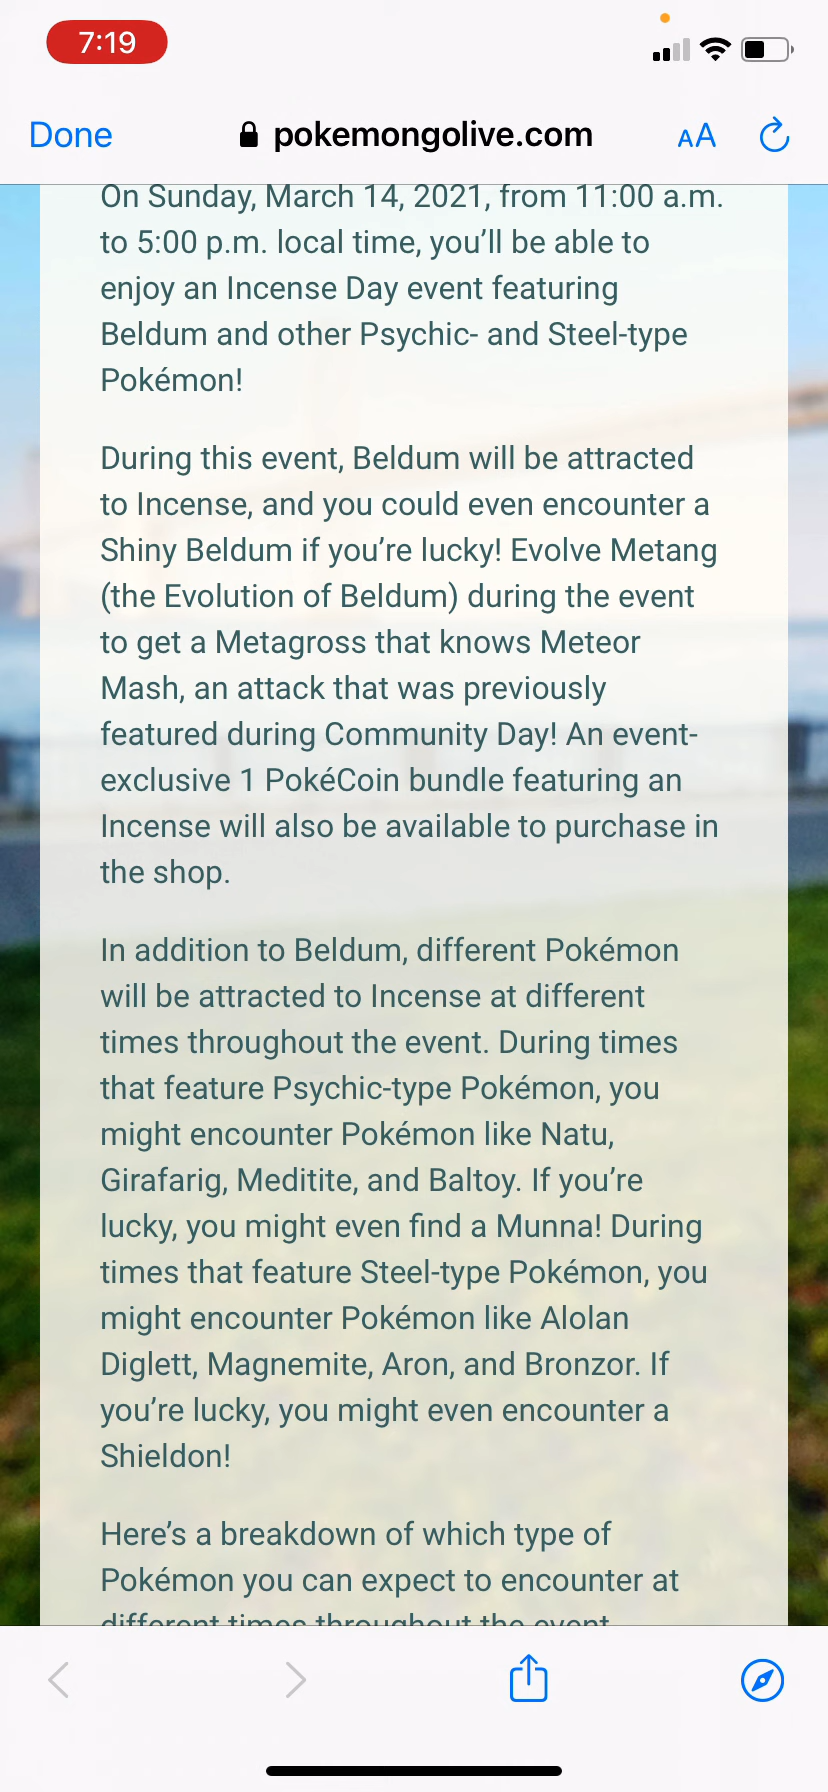 7:19
Done
pokemongolive.com
AA
On Sunday, March 14, 2021, from 11:00 a.m.
to 5:00 p.m. local time, you’ll be able to
enjoy an Incense Day event featuring
Beldum and other Psychic- and Steel-type
Pokémon!
During this event, Beldum will be attracted
to Incense, and you could even encounter a
Shiny Beldum if you’re lucky! Evolve Metang
(the Evolution of Beldum) during the event
to get a Metagross that knows Meteor
Mash, an attack that was previously
featured during Community Day! An event-
exclusive 1 PokéCoin bundle featuring an
Incense will also be available to purchase in
the shop.
In addition to Beldum, different Pokémon
will be attracted to Incense at different
times throughout the event. During times
that feature Psychic-type Pokémon, you
might encounter Pokémon like Natu,
Girafarig, Meditite, and Baltoy. If you’re
lucky, you might even find a Munna! During
times that feature Steel-type Pokémon, you
might encounter Pokémon like Alolan
Diglett, Magnemite, Aron, and Bronzor. If
you’re lucky, you might even encounter a
Shieldon!
Here’s a breakdown of which type of
Pokémon you can expect to encounter at
different times throughout the event